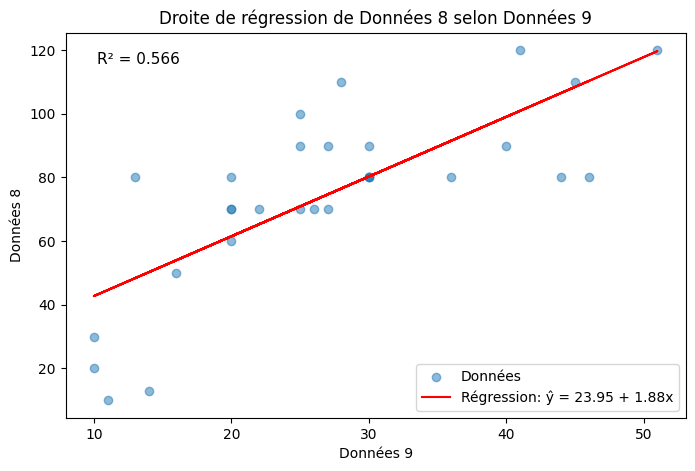 Droite de régression de Données 8 selon Données 9
R² = 0.566
120
100
80
60
40
20
Données 8
10
20
30
40
50
Données 9
Données
Régression: ŷ = 23.95 + 1.88x